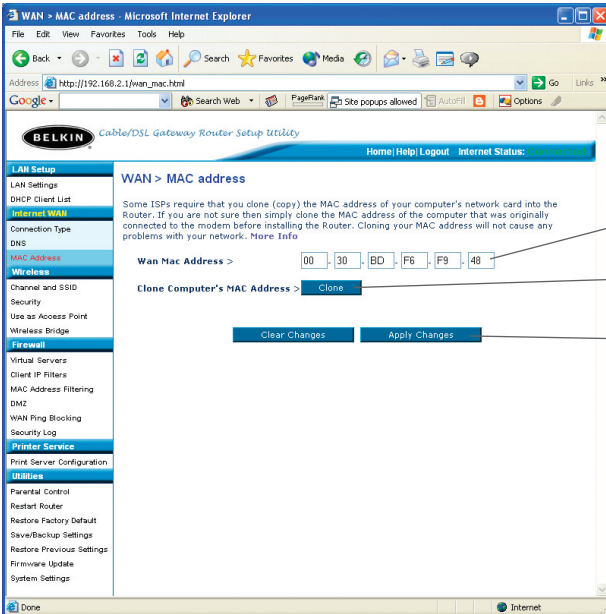 WAN > MAC address - Microsoft Internet Explorer
File Edit View Favorites Tools Help
Back Search Favorites Media
Address http://192.168.2.1/wan_mac.html Go Links »
Google Search Web PageRank Site popups allowed AutoFill Options
BELKIN Cable/DSL Gateway Router Setup Utility
Home|Help|Logout Internet Status:
LAN Setup
LAN Settings
DHCP Client List
Internet WAN
Connection Type
DNS
MAC Address
Wireless
Channel and SSID
Security
Use as Access Point
Wireless Bridge
Firewall
Virtual Servers
Client IP Filters
MAC Address Filtering
DMZ
WAN Ping Blocking
Security Log
Printer Service
Print Server Configuration
Utilities
Parental Control
Restart Router
Restore Factory Default
Save/Backup Settings
Restore Previous Settings
Firmware Update
System Settings
WAN > MAC address
Some ISPs require that you clone (copy) the MAC address of your computer's network card into the
Router. If you are not sure then simply clone the MAC address of the computer that was originally
connected to the modem before installing the Router. Cloning your MAC address will not cause any
problems with your network. More Info
Wan Mac Address > 00 . 30 . BD . F6 . F9 . 48
Clone Computer's MAC Address > Clone
Clear Changes Apply Changes
Done Internet